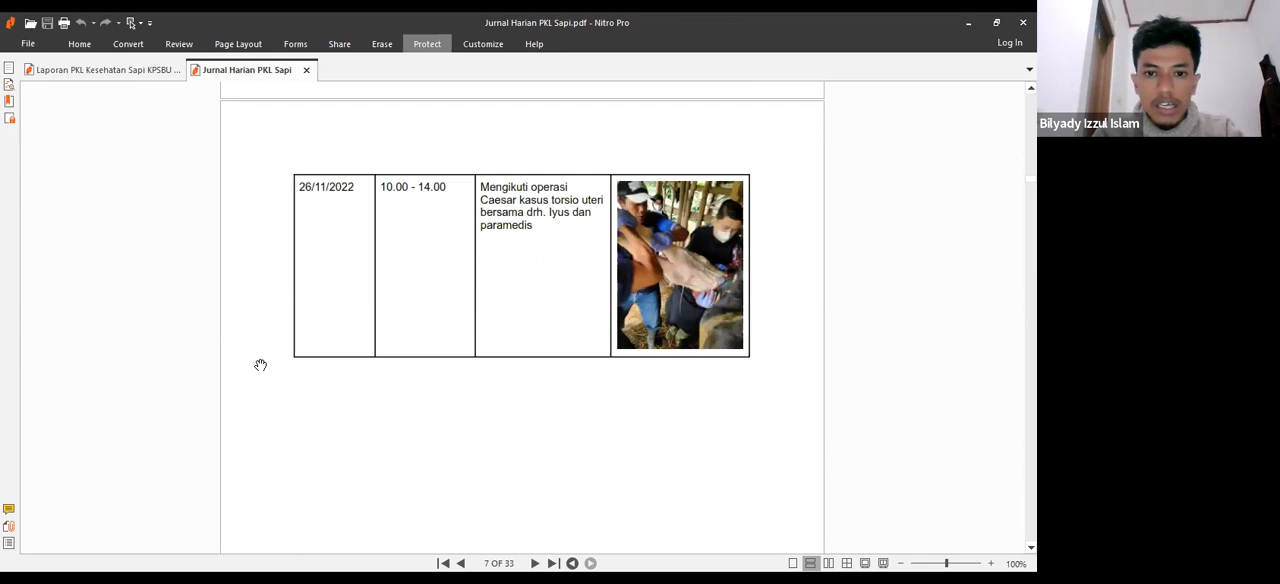 Jurnal Harian PKL Sapi.pdf - Nitro Pro
File Home Convert Review Page Layout Forms Share Erase Protect Customize Help Log In
Laporan PKL Kesehatan Sapi KPSBU ... Jurnal Harian PKL Sapi
Bilyady Izzul Islam
26/11/2022 10.00 - 14.00 Mengikuti operasi
Caesar kasus torsio uteri
bersama drh. Iyus dan
paramedis
7 OF 33 100%